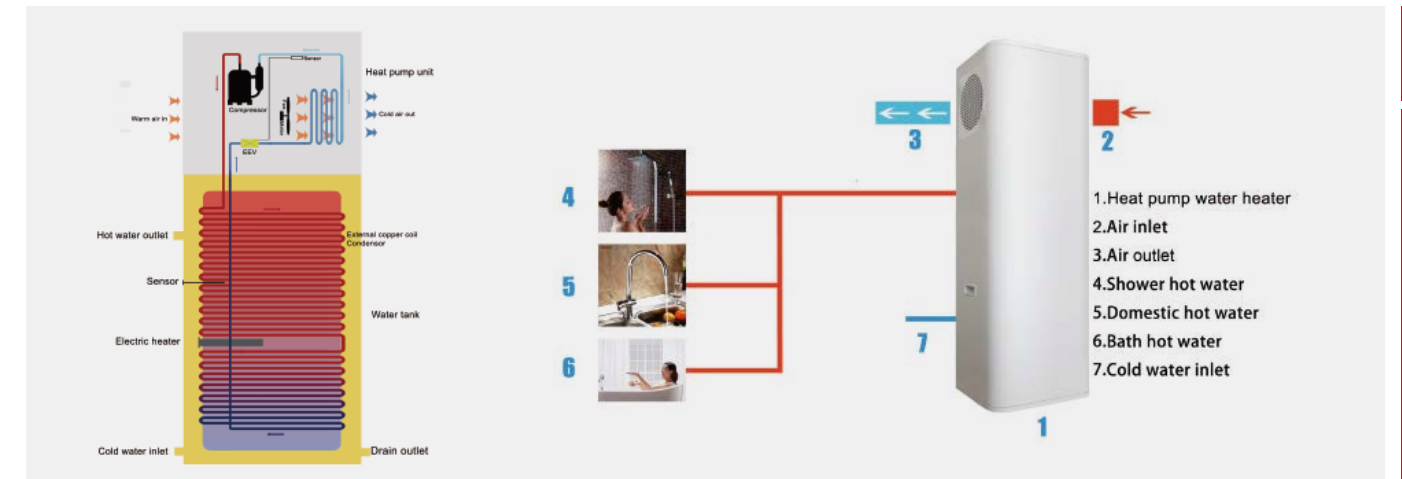 Sensor
Heat pump unit
Compressor
Warm air in
Cold air out
EEV
Hot water outlet
External copper coil
Condensor
Sensor
Water tank
Electric heater
Cold water inlet
Drain outlet
3
2
4
5
6
7
1
1.Heat pump water heater
2.Air inlet
3.Air outlet
4.Shower hot water
5.Domestic hot water
6.Bath hot water
7.Cold water inlet